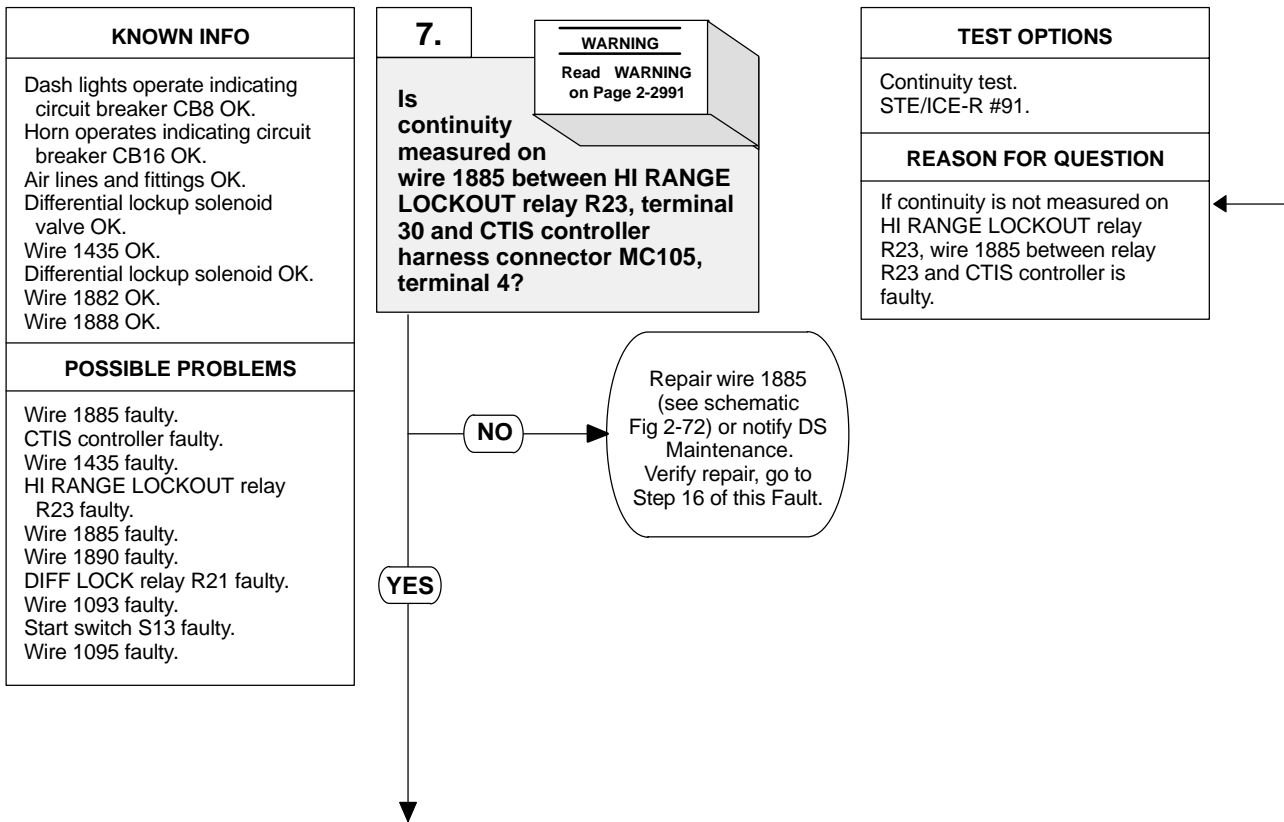 KNOWN INFO
Dash lights operate indicating
circuit breaker CB8 OK.
Horn operates indicating circuit
breaker CB16 OK.
Air lines and fittings OK.
Differential lockup solenoid
valve OK.
Wire 1435 OK.
Differential lockup solenoid OK.
Wire 1882 OK.
Wire 1888 OK.
POSSIBLE PROBLEMS
Wire 1885 faulty.
CTIS controller faulty.
Wire 1435 faulty.
HI RANGE LOCKOUT relay
R23 faulty.
Wire 1885 faulty.
Wire 1890 faulty.
DIFF LOCK relay R21 faulty.
Wire 1093 faulty.
Start switch S13 faulty.
Wire 1095 faulty.
7.
WARNING
Read WARNING
on Page 2-2991
Is
continuity
measured on
wire 1885 between HI RANGE
LOCKOUT relay R23, terminal
30 and CTIS controller
harness connector MC105,
terminal 4?
NO
Repair wire 1885
(see schematic
Fig 2-72) or notify DS
Maintenance.
Verify repair, go to
Step 16 of this Fault.
YES
TEST OPTIONS
Continuity test.
STE/ICE-R #91.
REASON FOR QUESTION
If continuity is not measured on
HI RANGE LOCKOUT relay
R23, wire 1885 between relay
R23 and CTIS controller is
faulty.